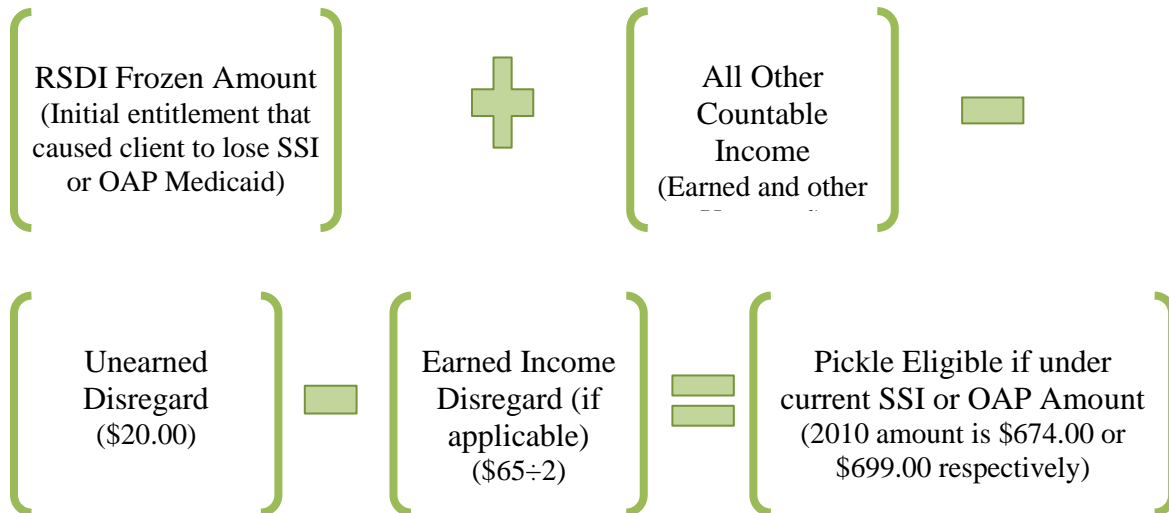 RSDI Frozen Amount
(Initial entitlement that
caused client to lose SSI
or OAP Medicaid)
All Other
Countable
Income
(Earned and other
Unearned
Disregard
($20.00)
Earned Income
Disregard (if
applicable)
($65÷2)
Pickle Eligible if under
current SSI or OAP Amount
(2010 amount is $674.00 or
$699.00 respectively)